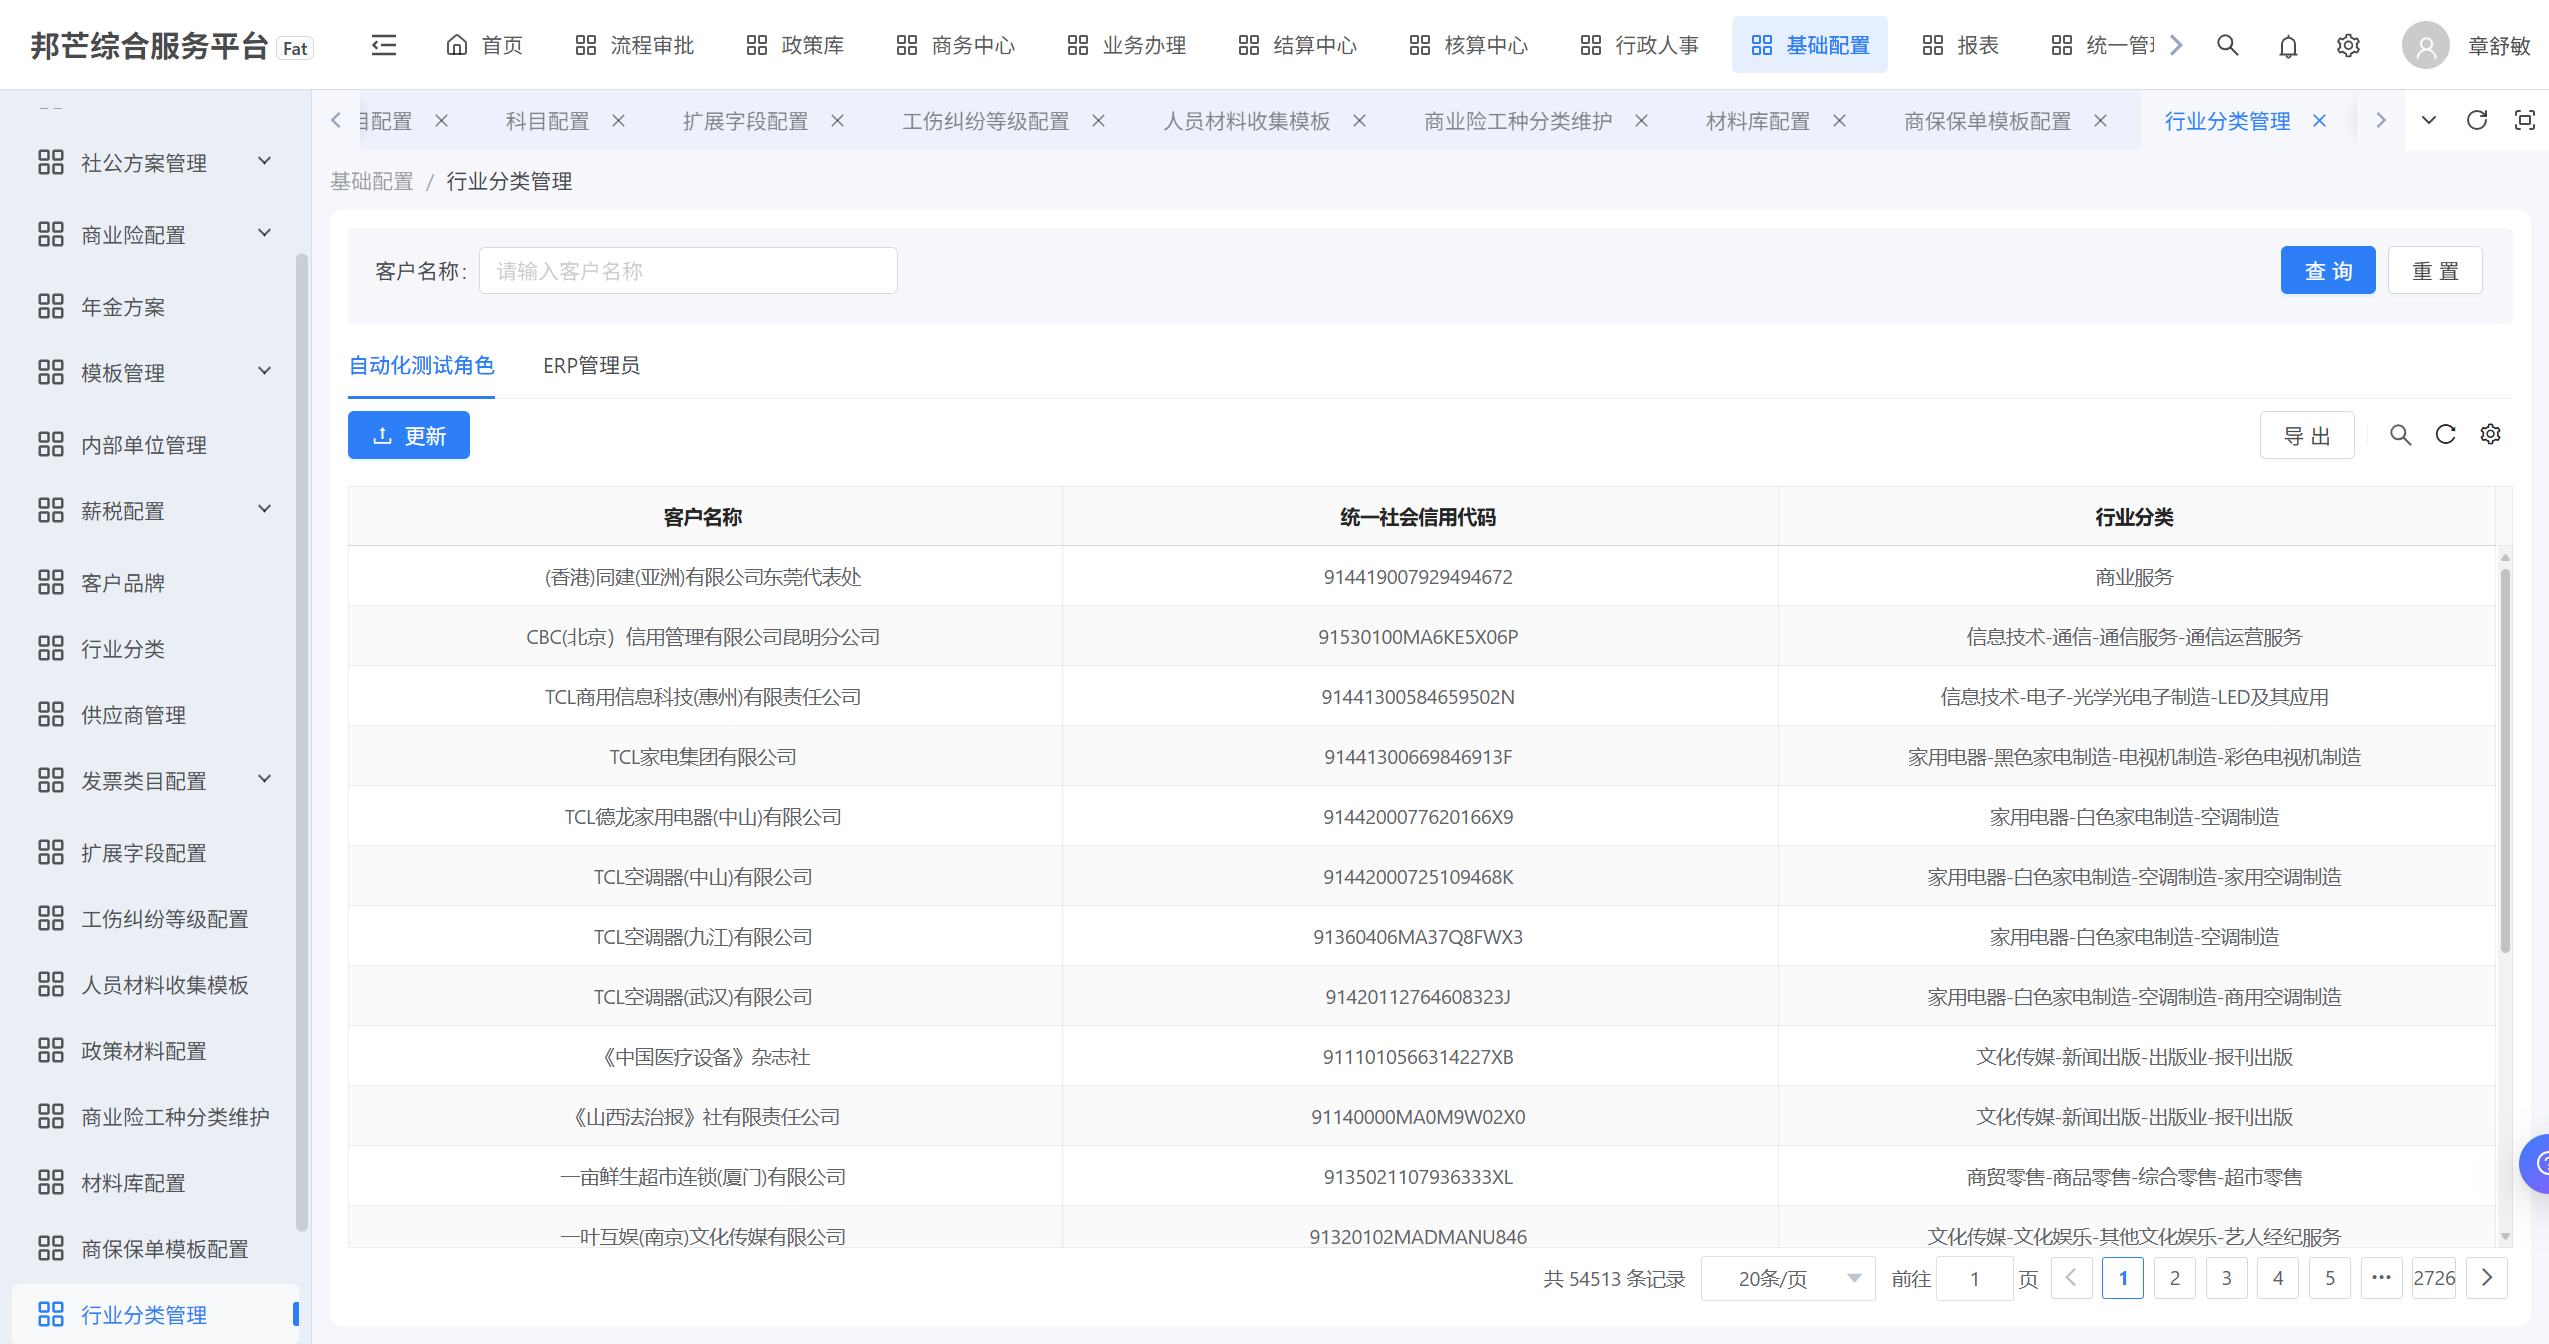 邦芒综合服务平台 Fat 首页 流程审批 政策库 商务中心 业务办理 结算中心 核算中心 行政人事 基础配置 报表 统一管 章舒敏
配置 科目配置 扩展字段配置 工伤纠纷等级配置 人员材料收集模板 商业险工种分类维护 材料库配置 商保保单模板配置 行业分类管理
社公方案管理
商业险配置
年金方案
模板管理
内部单位管理
薪税配置
客户品牌
行业分类
供应商管理
发票类目配置
扩展字段配置
工伤纠纷等级配置
人员材料收集模板
政策材料配置
商业险工种分类维护
材料库配置
商保保单模板配置
行业分类管理
基础配置 / 行业分类管理
客户名称: 请输入客户名称 查 询 重 置
自动化测试角色 ERP管理员
更新 导 出
客户名称 统一社会信用代码 行业分类
(香港)同建(亚洲)有限公司东莞代表处 914419007929494672 商业服务
CBC(北京）信用管理有限公司昆明分公司 91530100MA6KE5X06P 信息技术-通信-通信服务-通信运营服务
TCL商用信息科技(惠州)有限责任公司 91441300584659502N 信息技术-电子-光学光电子制造-LED及其应用
TCL家电集团有限公司 91441300669846913F 家用电器-黑色家电制造-电视机制造-彩色电视机制造
TCL德龙家用电器(中山)有限公司 9144200077620166X9 家用电器-白色家电制造-空调制造
TCL空调器(中山)有限公司 91442000725109468K 家用电器-白色家电制造-空调制造-家用空调制造
TCL空调器(九江)有限公司 91360406MA37Q8FWX3 家用电器-白色家电制造-空调制造
TCL空调器(武汉)有限公司 91420112764608323J 家用电器-白色家电制造-空调制造-商用空调制造
《中国医疗设备》杂志社 9111010566314227XB 文化传媒-新闻出版-出版业-报刊出版
《山西法治报》社有限责任公司 91140000MA0M9W02X0 文化传媒-新闻出版-出版业-报刊出版
一亩鲜生超市连锁(厦门)有限公司 9135021107936333XL 商贸零售-商品零售-综合零售-超市零售
一叶互娱(南京)文化传媒有限公司 91320102MADMANU846 文化传媒-文化娱乐-其他文化娱乐-艺人经纪服务
共 54513 条记录 20条/页 前往 1 页 1 2 3 4 5 ••• 2726